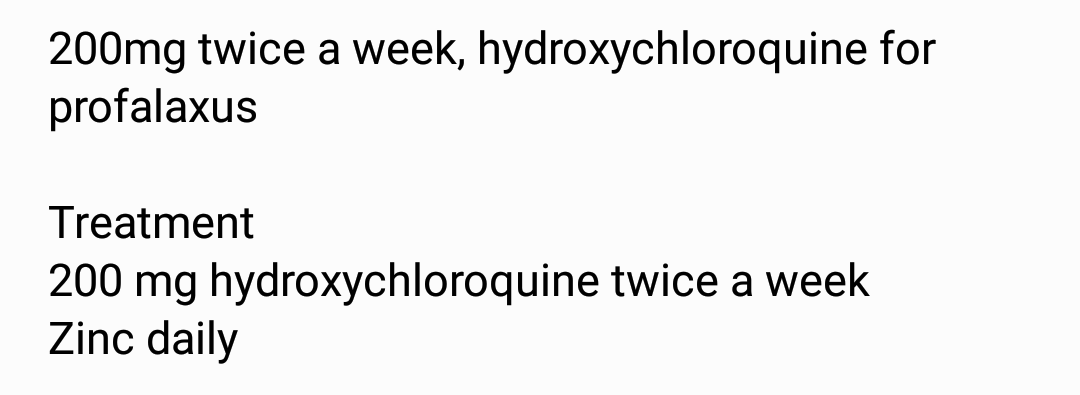 200mg twice a week, hydroxychloroquine for
profalaxus
Treatment
200 mg hydroxychloroquine twice a week
Zinc daily